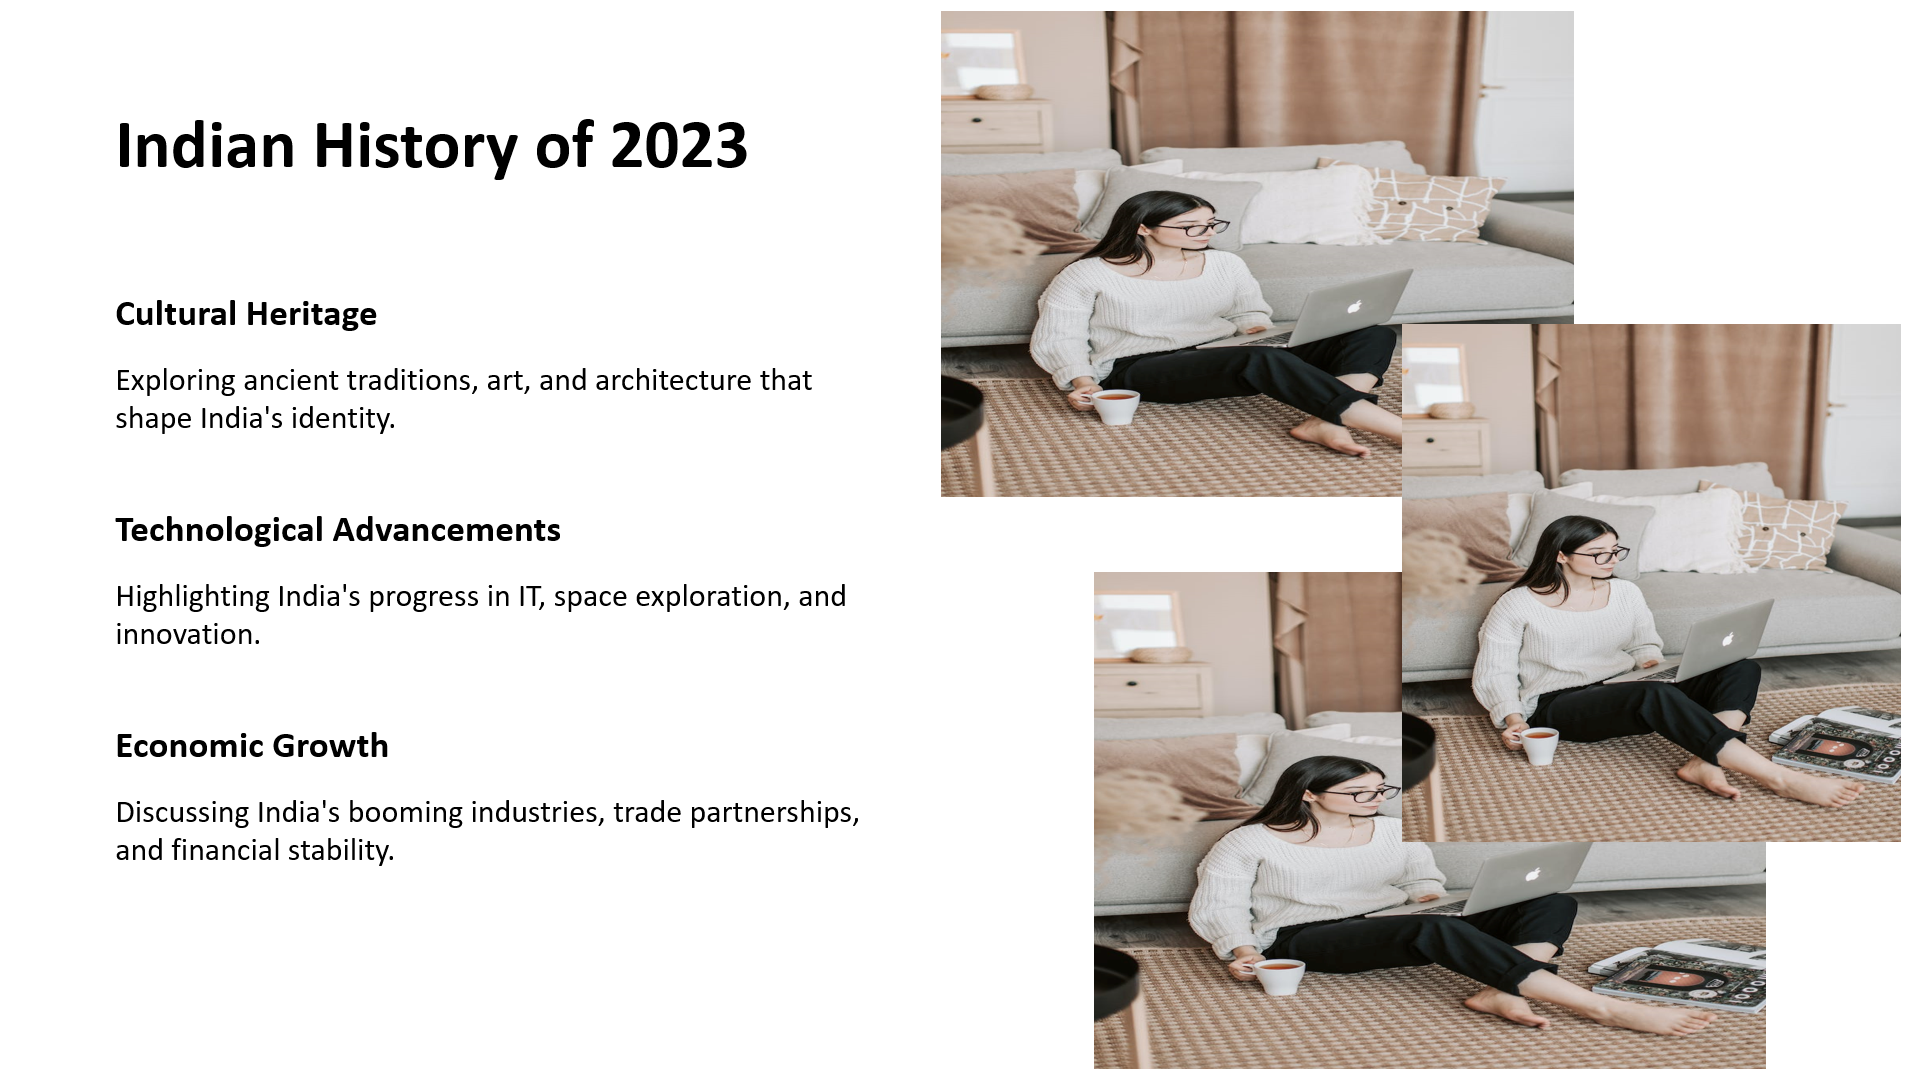 Indian History of 2023
Cultural Heritage
Exploring ancient traditions, art, and architecture that
shape India's identity.
Technological Advancements
Highlighting India's progress in IT, space exploration, and
innovation.
Economic Growth
Discussing India's booming industries, trade partnerships,
and financial stability.